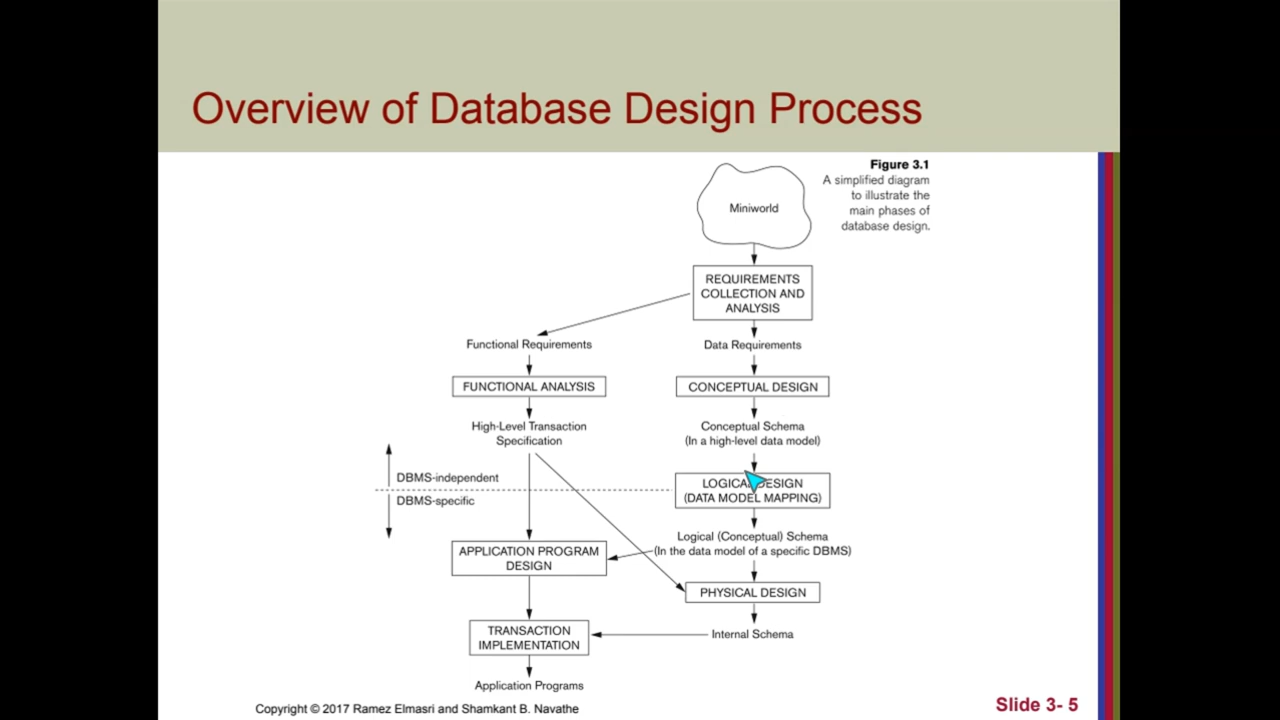 Overview of Database Design Process
Figure 3.1
A simplified diagram
to illustrate the
main phases of
database design.
Miniworld
REQUIREMENTS
COLLECTION AND
ANALYSIS
Functional Requirements
Data Requirements
FUNCTIONAL ANALYSIS
CONCEPTUAL DESIGN
High-Level Transaction
Specification
Conceptual Schema
(In a high-level data model)
DBMS-independent
DBMS-specific
LOGICAL DESIGN
(DATA MODEL MAPPING)
Logical (Conceptual) Schema
(In the data model of a specific DBMS)
APPLICATION PROGRAM
DESIGN
PHYSICAL DESIGN
Internal Schema
TRANSACTION
IMPLEMENTATION
Application Programs
Copyright © 2017 Ramez Elmasri and Shamkant B. Navathe
Slide 3- 5